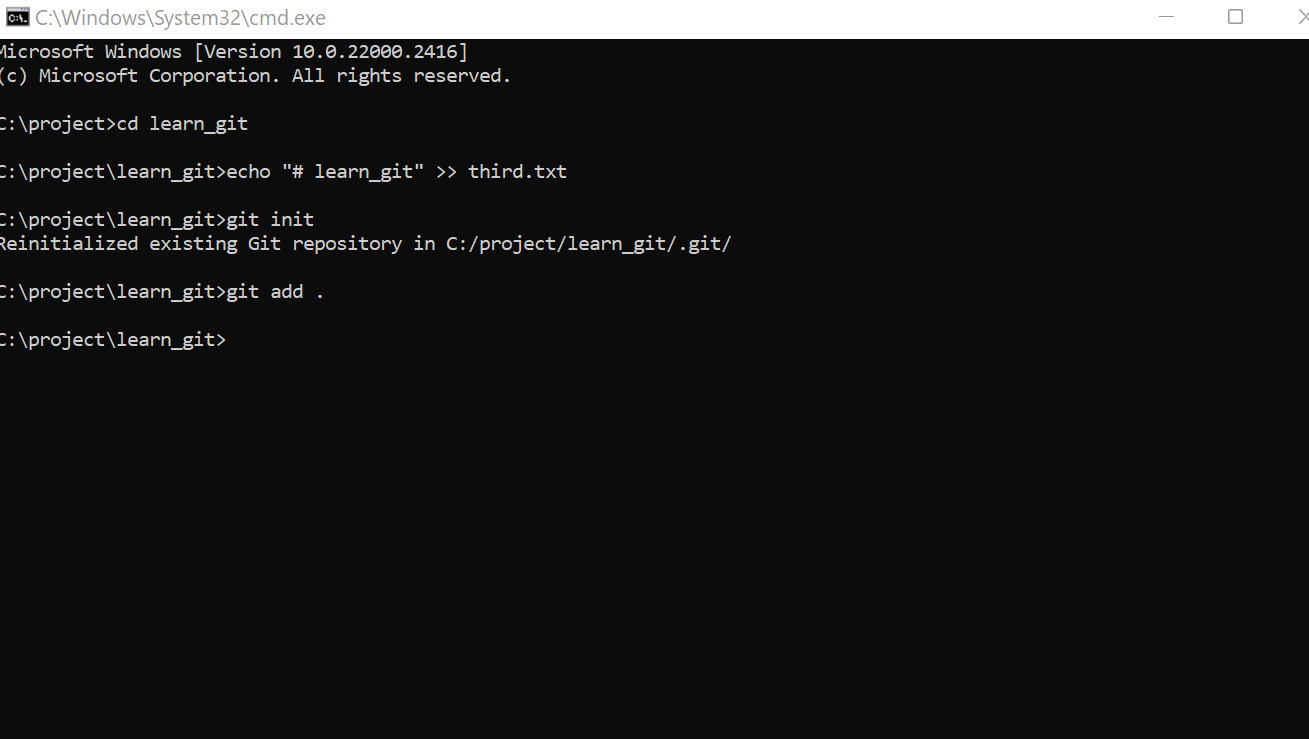 C:\Windows\System32\cmd.exe
Microsoft Windows [Version 10.0.22000.2416]
(c) Microsoft Corporation. All rights reserved.
C:\project>cd learn_git
C:\project\learn_git>echo "# learn_git" >> third.txt
C:\project\learn_git>git init
Reinitialized existing Git repository in C:/project/learn_git/.git/
C:\project\learn_git>git add .
C:\project\learn_git>